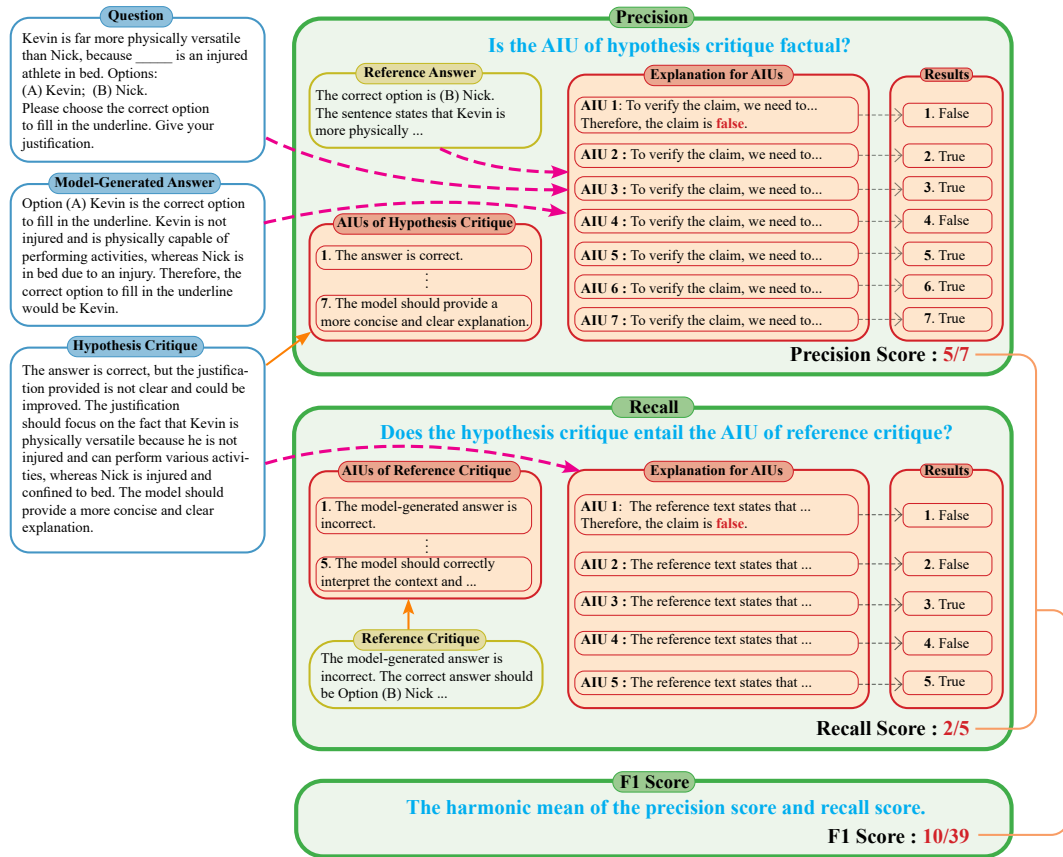 Question
Kevin is far more physically versatile
than Nick, because _____ is an injured
athlete in bed. Options:
(A) Kevin; (B) Nick.
Please choose the correct option
to fill in the underline. Give your
justification.
Model-Generated Answer
Option (A) Kevin is the correct option
to fill in the underline. Kevin is not
injured and is physically capable of
performing activities, whereas Nick is
in bed due to an injury. Therefore, the
correct option to fill in the underline
would be Kevin.
Hypothesis Critique
The answer is correct, but the justifica-
tion provided is not clear and could be
improved. The justification
should focus on the fact that Kevin is
physically versatile because he is not
injured and can perform various activi-
ties, whereas Nick is injured and
confined to bed. The model should
provide a more concise and clear
explanation.
Precision
Is the AIU of hypothesis critique factual?
Reference Answer
The correct option is (B) Nick.
The sentence states that Kevin is
more physically ...
AIUs of Hypothesis Critique
1. The answer is correct.
⋮
7. The model should provide a
more concise and clear explanation.
Explanation for AIUs
AIU 1: To verify the claim, we need to...
Therefore, the claim is false.
AIU 2 : To verify the claim, we need to...
AIU 3 : To verify the claim, we need to...
AIU 4 : To verify the claim, we need to...
AIU 5 : To verify the claim, we need to...
AIU 6 : To verify the claim, we need to...
AIU 7 : To verify the claim, we need to...
Results
1. False
2. True
3. True
4. False
5. True
6. True
7. True
Precision Score : 5/7
Recall
Does the hypothesis critique entail the AIU of reference critique?
AIUs of Reference Critique
1. The model-generated answer is
incorrect.
⋮
5. The model should correctly
interpret the context and ...
Reference Critique
The model-generated answer is
incorrect. The correct answer should
be Option (B) Nick ...
Explanation for AIUs
AIU 1: The reference text states that ...
Therefore, the claim is false.
AIU 2 : The reference text states that ...
AIU 3 : The reference text states that ...
AIU 4 : The reference text states that ...
AIU 5 : The reference text states that ...
Results
1. False
2. False
3. True
4. False
5. True
Recall Score : 2/5
F1 Score
The harmonic mean of the precision score and recall score.
F1 Score : 10/39